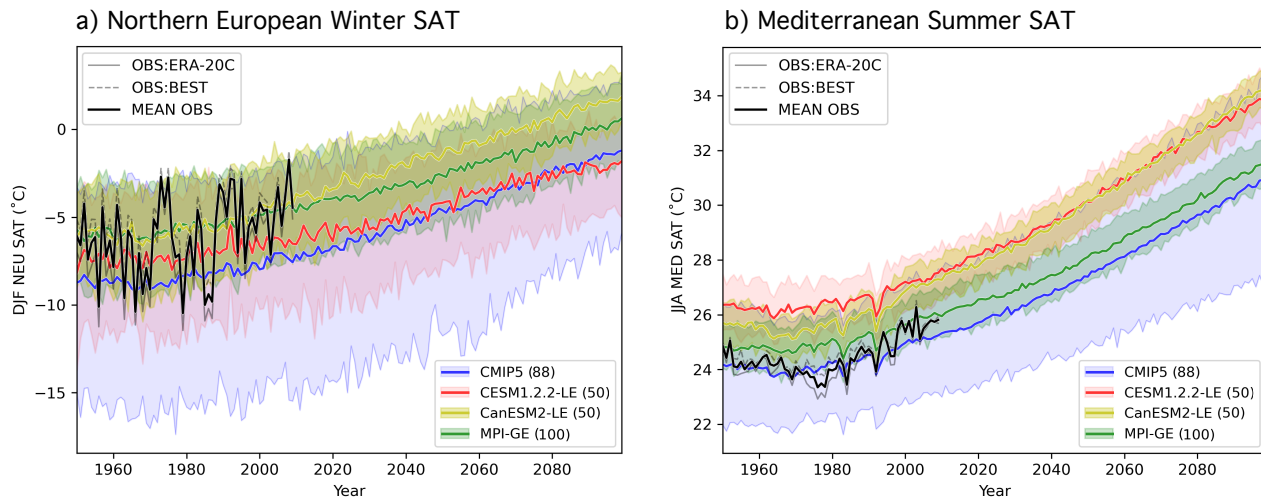 a) Northern European Winter SAT
OBS:ERA-20C
OBS:BEST
MEAN OBS
DJF NEU SAT (˚C)
0
−5
−10
−15
CMIP5 (88)
CESM1.2.2-LE (50)
CanESM2-LE (50)
MPI-GE (100)
1960 1980 2000 2020 2040 2060 2080
Year
b) Mediterranean Summer SAT
OBS:ERA-20C
OBS:BEST
MEAN OBS
JJA MED SAT (˚C)
34
32
30
28
26
24
22
CMIP5 (88)
CESM1.2.2-LE (50)
CanESM2-LE (50)
MPI-GE (100)
1960 1980 2000 2020 2040 2060 2080
Year